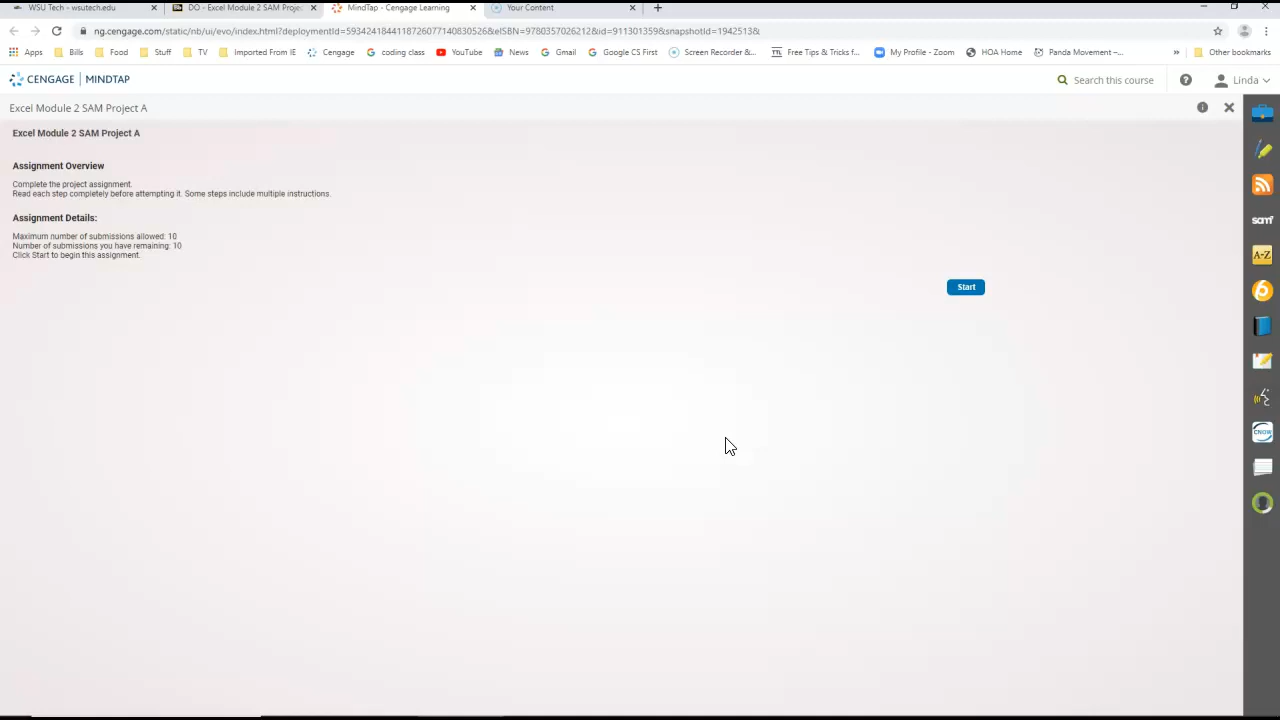 WSU Tech - wsutech.edu
DO - Excel Module 2 SAM Projec
MindTap - Cengage Learning
Your Content
ng.cengage.com/static/nb/ui/evo/index.html?deploymentId=59342418441187260771408305268&eISBN=9780357026212&id=911301359&snapshotId=1942513&
Apps
Bills
Food
Stuff
TV
Imported From IE
Cengage
coding class
YouTube
News
Gmail
Google CS First
Screen Recorder &...
Free Tips & Tricks f...
My Profile - Zoom
HOA Home
Panda Movement –...
»
Other bookmarks
CENGAGE | MINDTAP
Search this course
Linda
Excel Module 2 SAM Project A
Excel Module 2 SAM Project A
Assignment Overview
Complete the project assignment.
Read each step completely before attempting it. Some steps include multiple instructions.
Assignment Details:
Maximum number of submissions allowed: 10
Number of submissions you have remaining: 10
Click Start to begin this assignment.
Start
sam
A-Z
CNOW